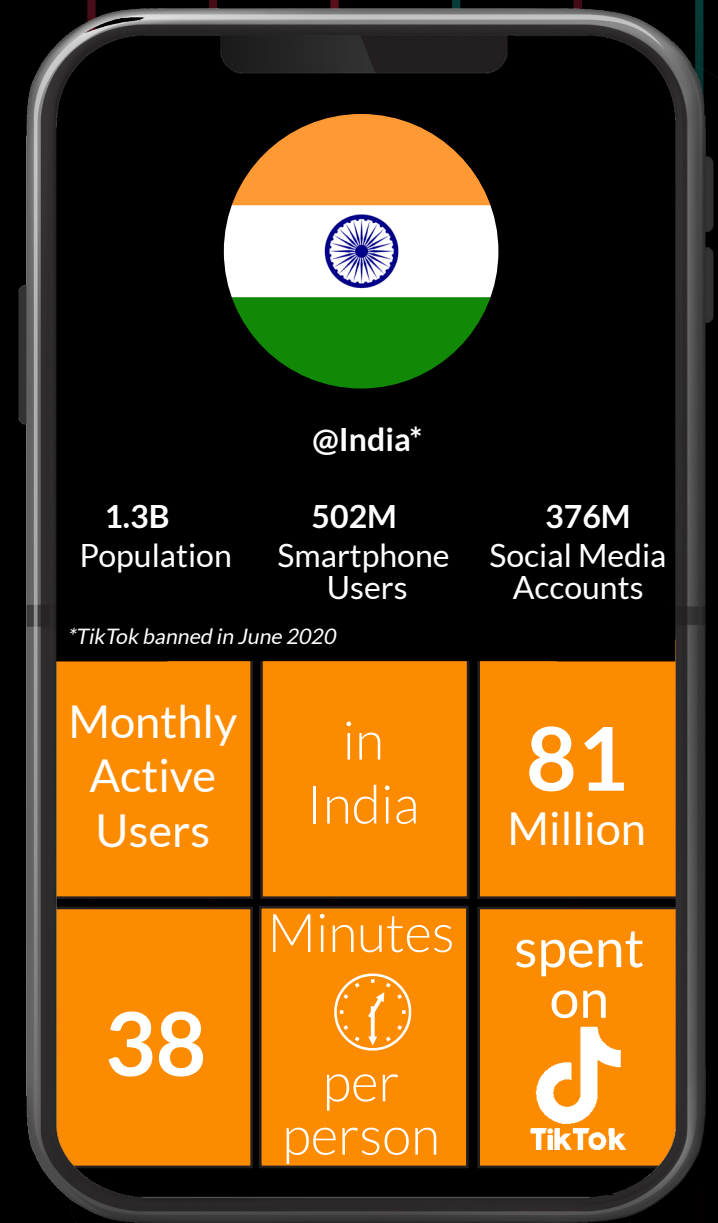 @India*
1.3B
Population
502M
Smartphone
Users
376M
Social Media
Accounts
*TikTok banned in June 2020
Monthly
Active
Users
in
India
81
Million
38
Minutes
per
person
spent
on
TikTok